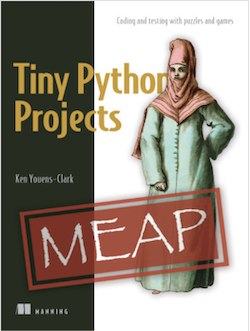 Coding and testing with puzzles and games
Tiny Python
Projects
Ken Youens-Clark
MEAP
MANNING